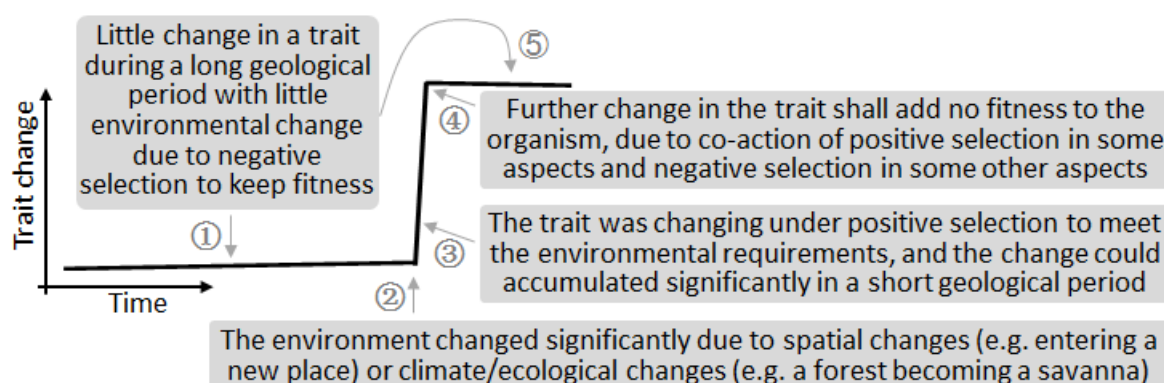 Little change in a trait
during a long geological
period with little
environmental change
due to negative
selection to keep fitness
⑤
④
Further change in the trait shall add no fitness to the
organism, due to co-action of positive selection in some
aspects and negative selection in some other aspects
Trait change
①
③
The trait was changing under positive selection to meet
the environmental requirements, and the change could
accumulated significantly in a short geological period
Time
②
The environment changed significantly due to spatial changes (e.g. entering a
new place) or climate/ecological changes (e.g. a forest becoming a savanna)